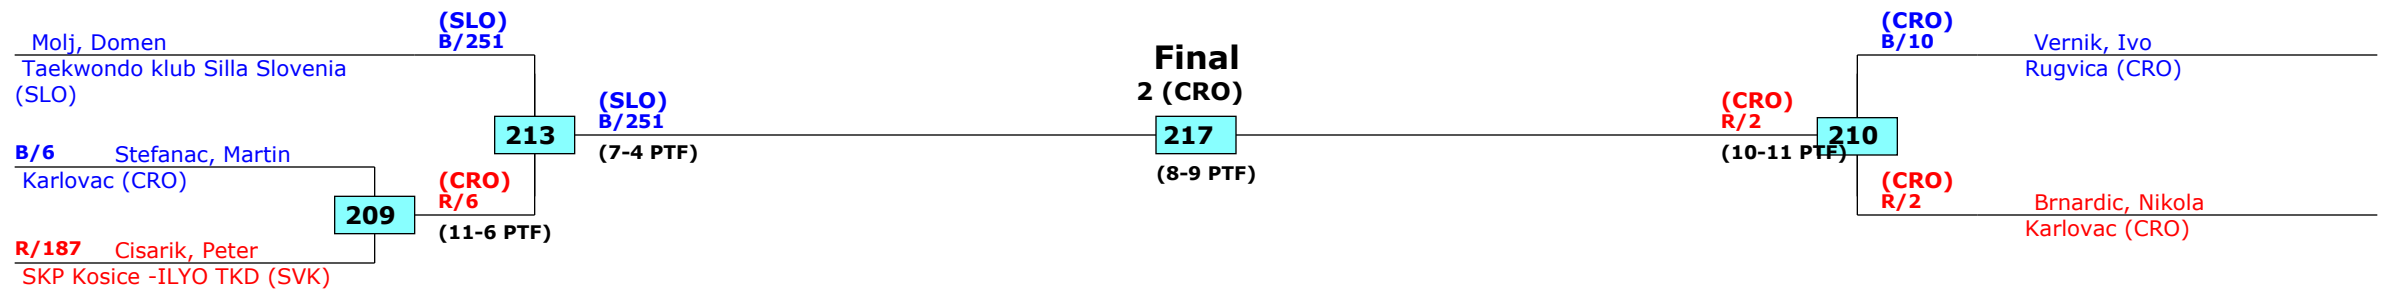 (SLO)
B/251
Molj, Domen
Taekwondo klub Silla Slovenia
(SLO)
213
(SLO)
B/251
(7-4 PTF)
B/6 Stefanac, Martin
Karlovac (CRO)
209
(CRO)
R/6
(11-6 PTF)
R/187 Cisarik, Peter
SKP Kosice -ILYO TKD (SVK)
Final
2 (CRO)
217
(8-9 PTF)
(CRO)
B/10
Vernik, Ivo
Rugvica (CRO)
(CRO)
R/2
210
(10-11 PTF)
(CRO)
R/2
Brnardic, Nikola
Karlovac (CRO)